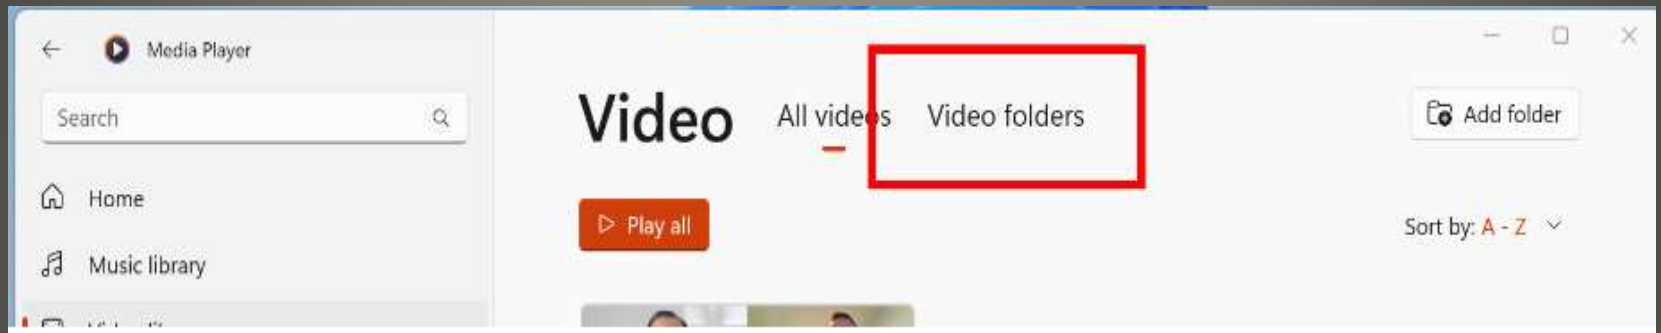 Media Player
Search
Video All videos Video folders
Add folder
Home
Play all
Sort by: A - Z
Music library